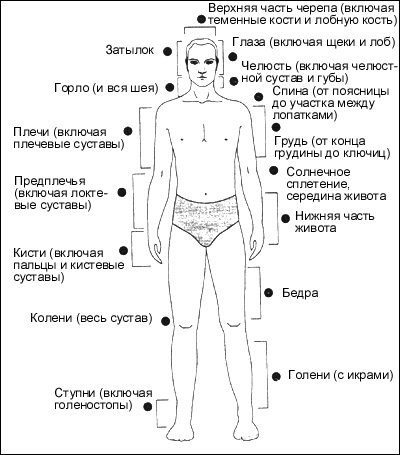 Верхняя часть черепа (включая
теменные кости и лобную кость)
Затылок
Глаза (включая щеки и лоб)
Челюсть (включая челюст-
ной сустав и губы)
Горло (и вся шея)
Спина (от поясницы
до участка между
лопатками)
Плечи (включая
плечевые суставы)
Грудь (от конца
грудины до ключиц)
Солнечное
сплетение,
середина живота
Предплечья
(включая локте-
вые суставы)
Нижняя часть
живота
Кисти (включая
пальцы и кистевые
суставы)
Бедра
Колени (весь сустав)
Голени (с икрами)
Ступни (включая
голеностопы)